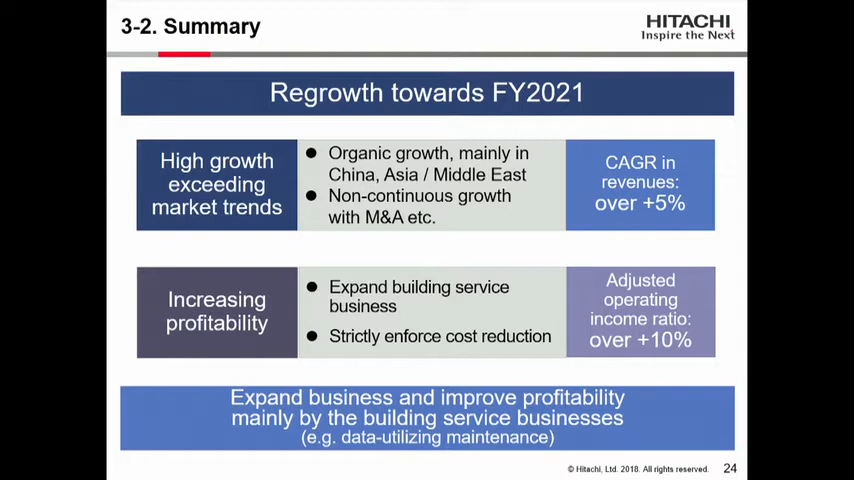 3-2. Summary
HITACHI
Inspire the Next
Regrowth towards FY2021
High growth
exceeding
market trends
● Organic growth, mainly in
China, Asia / Middle East
● Non-continuous growth
with M&A etc.
CAGR in
revenues:
over +5%
Increasing
profitability
● Expand building service
business
● Strictly enforce cost reduction
Adjusted
operating
income ratio:
over +10%
Expand business and improve profitability
mainly by the building service businesses
(e.g. data-utilizing maintenance)
© Hitachi, Ltd. 2018. All rights reserved. 24